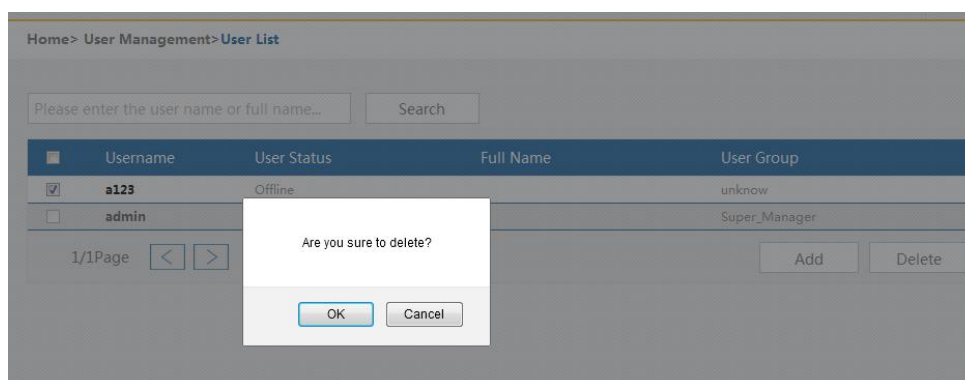 Home> User Management>User List
Please enter the user name or full name... Search
Username User Status Full Name User Group
a123 Offline unknow
admin Super_Manager
Are you sure to delete?
1/1Page < > Add Delete
OK Cancel